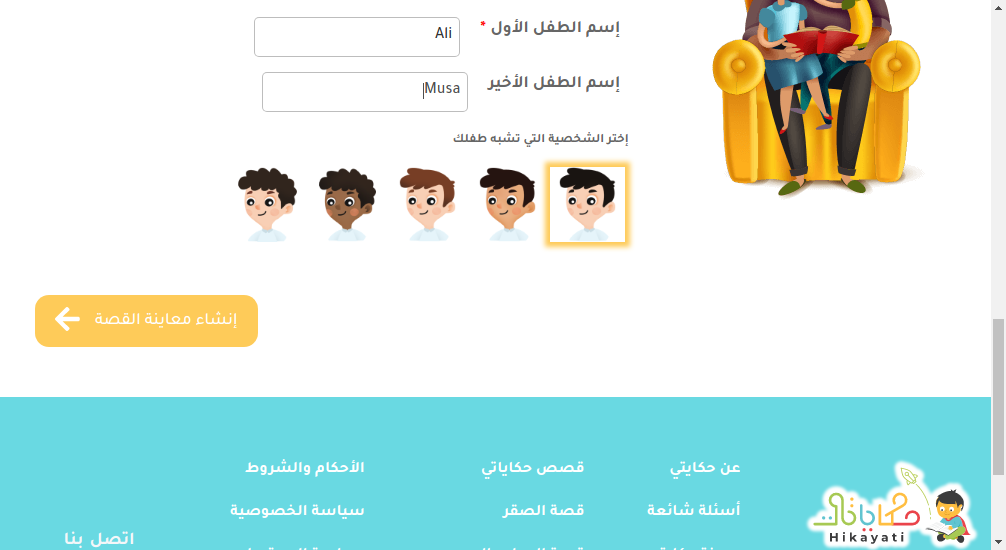 إسم الطفل الأول *
Ali
إسم الطفل الأخير
Musa
إختر الشخصية التي تشبه طفلك
إنشاء معاينة القصة
عن حكايتي
قصص حكاياتي
الأحكام والشروط
أسئلة شائعة
قصة الصقر
سياسة الخصوصية
اتصل بنا
حكاياتي
Hikayati